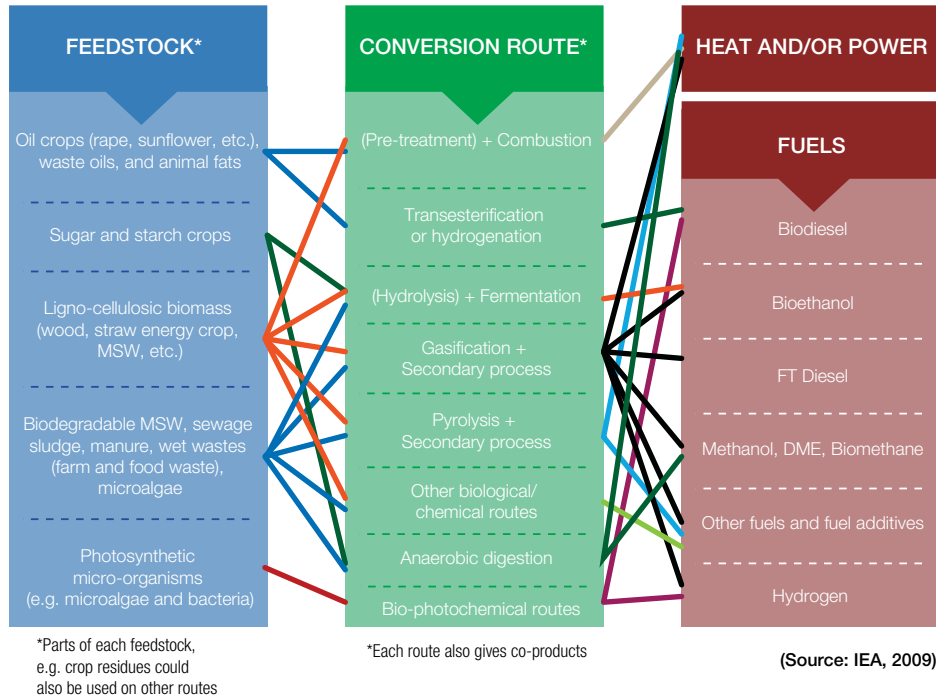 FEEDSTOCK*
Oil crops (rape, sunflower, etc.),
waste oils, and animal fats
Sugar and starch crops
Ligno-cellulosic biomass
(wood, straw energy crop,
MSW, etc.)
Biodegradable MSW, sewage
sludge, manure, wet wastes
(farm and food waste),
microalgae
Photosynthetic
micro-organisms
(e.g. microalgae and bacteria)
*Parts of each feedstock,
e.g. crop residues could
also be used on other routes
CONVERSION ROUTE*
(Pre-treatment) + Combustion
Transesterification
or hydrogenation
(Hydrolysis) + Fermentation
Gasification +
Secondary process
Pyrolysis +
Secondary process
Other biological/
chemical routes
Anaerobic digestion
Bio-photochemical routes
*Each route also gives co-products
HEAT AND/OR POWER
FUELS
Biodiesel
Bioethanol
FT Diesel
Methanol, DME, Biomethane
Other fuels and fuel additives
Hydrogen
(Source: IEA, 2009)